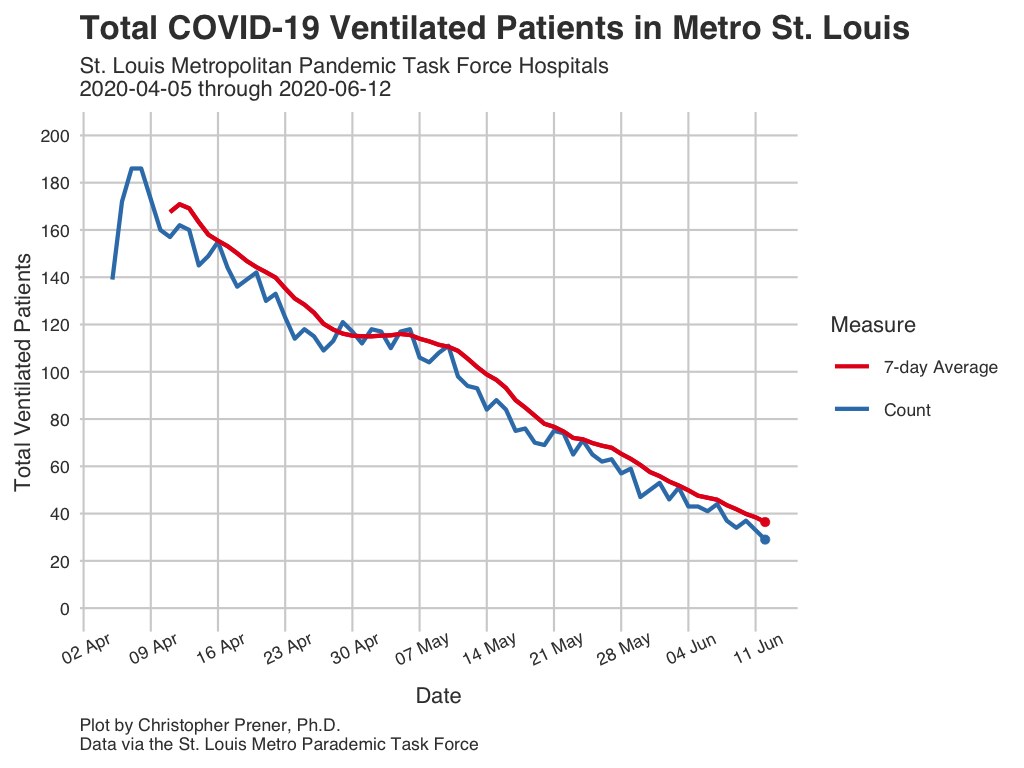 Total COVID-19 Ventilated Patients in Metro St. Louis
St. Louis Metropolitan Pandemic Task Force Hospitals
2020-04-05 through 2020-06-12
Total Ventilated Patients
200
180
160
140
120
100
80
60
40
20
0
02 Apr
09 Apr
16 Apr
23 Apr
30 Apr
07 May
14 May
21 May
28 May
04 Jun
11 Jun
Date
Measure
7-day Average
Count
Plot by Christopher Prener, Ph.D.
Data via the St. Louis Metro Parademic Task Force